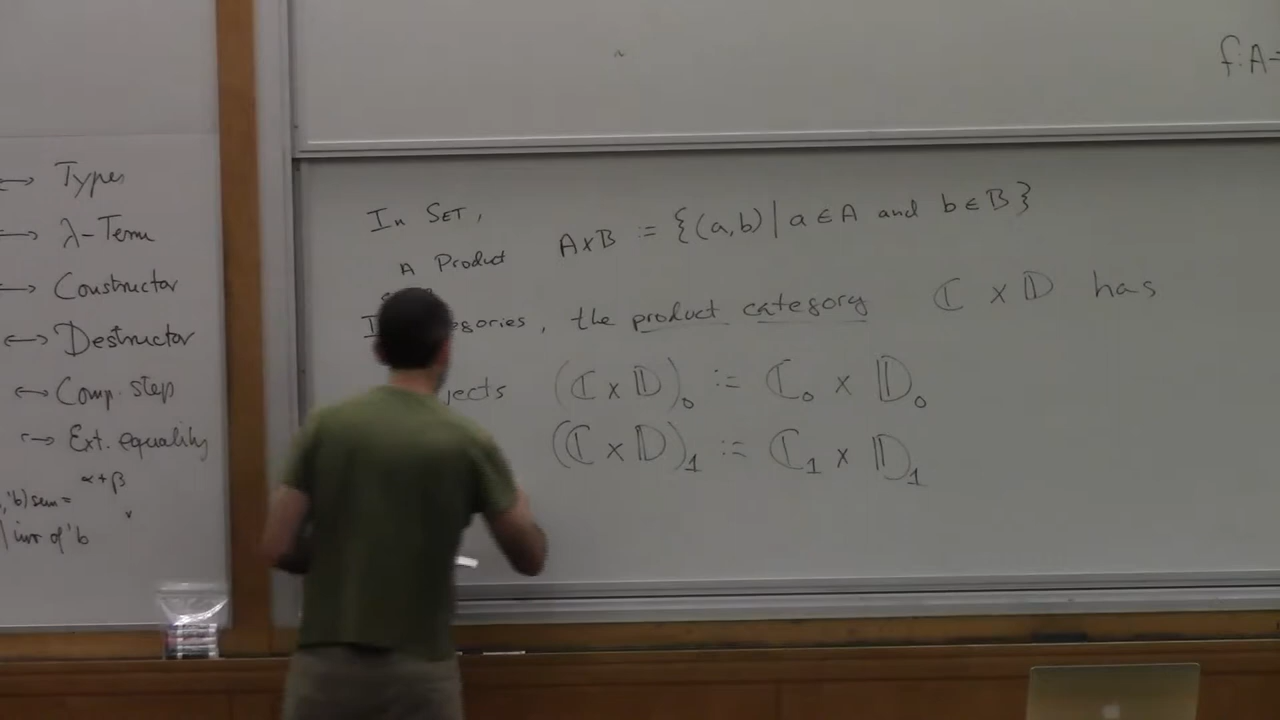 ↔ Types
↔ λ-Term
↔ Constructor
↔ Destructor
↔ Comp. step
↔ Ext. equality
α+β
'b) sum =
| inr of 'b
f:A
In SET,
A Product A×B := {(a,b) | a ∈ A and b ∈ B}
egories, the product category ℂ × 𝔻 has
jects (ℂ × 𝔻)₀ := ℂ₀ × 𝔻₀
(ℂ × 𝔻)₁ := ℂ₁ × 𝔻₁